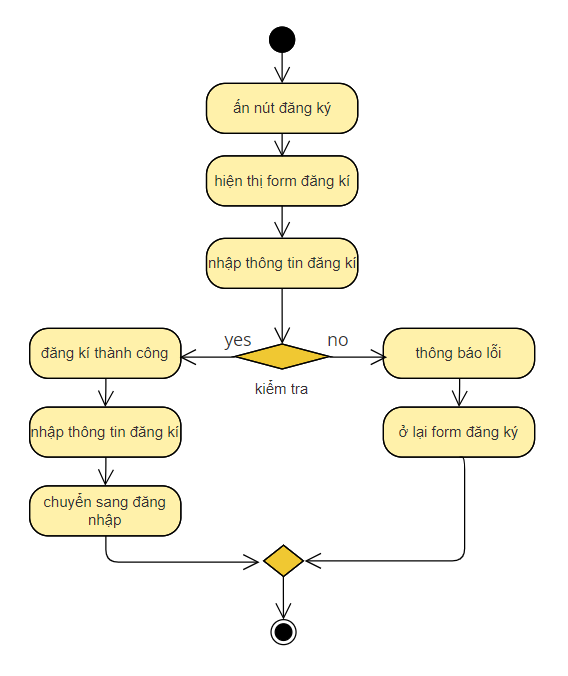 ấn nút đăng ký
hiện thị form đăng kí
nhập thông tin đăng kí
yes
no
kiểm tra
đăng kí thành công
thông báo lỗi
nhập thông tin đăng kí
ở lại form đăng ký
chuyển sang đăng
nhập